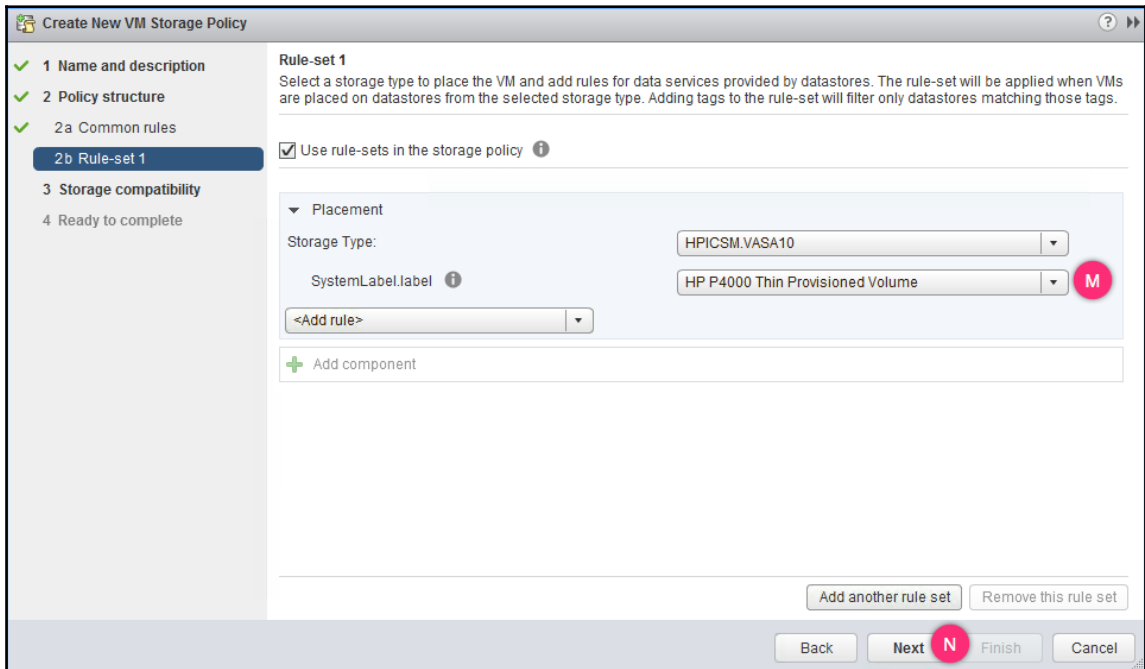 Create New VM Storage Policy
?
1 Name and description
2 Policy structure
2a Common rules
2b Rule-set 1
3 Storage compatibility
4 Ready to complete
Rule-set 1
Select a storage type to place the VM and add rules for data services provided by datastores. The rule-set will be applied when VMs
are placed on datastores from the selected storage type. Adding tags to the rule-set will filter only datastores matching those tags.
Use rule-sets in the storage policy
Placement
Storage Type: HPICSM.VASA10
SystemLabel.label HP P4000 Thin Provisioned Volume M
<Add rule>
Add component
Add another rule set Remove this rule set
Back Next N Finish Cancel